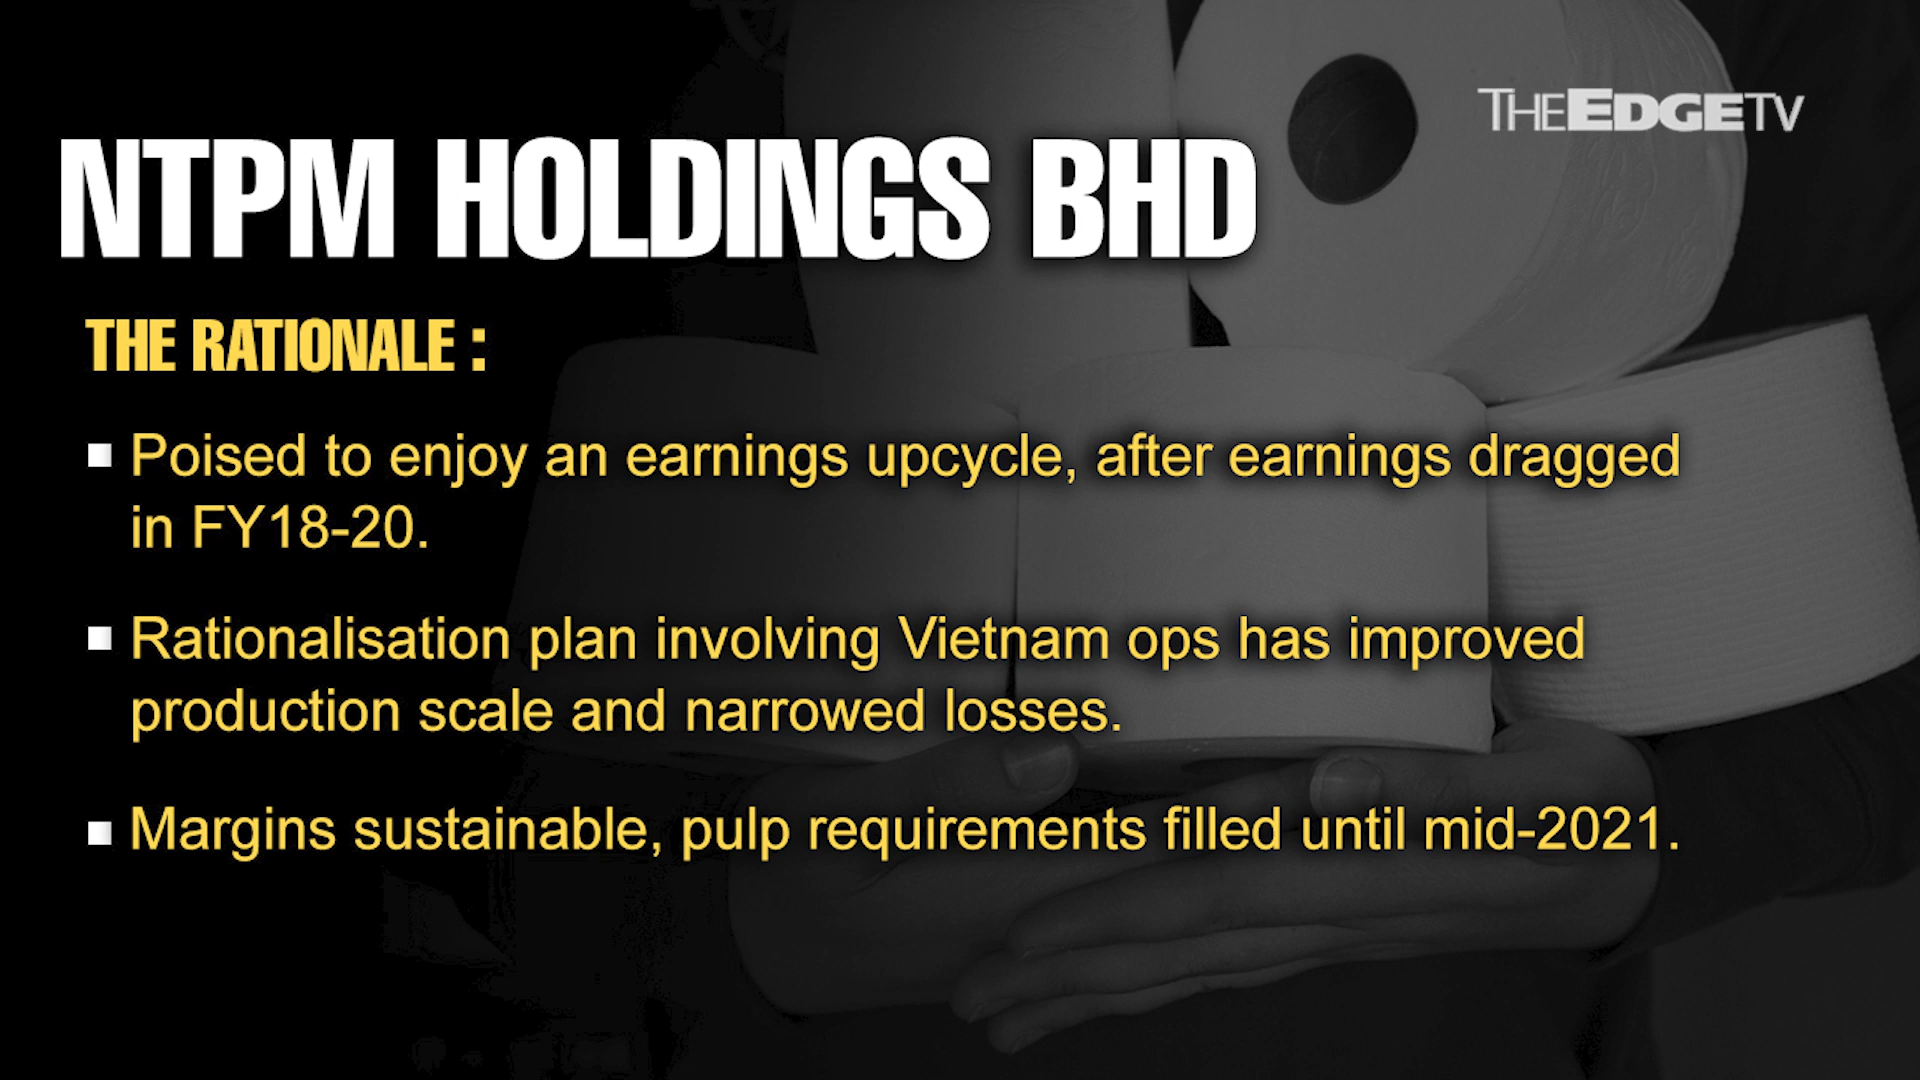 THEEDGETV
NTPM HOLDINGS BHD
THE RATIONALE :
Poised to enjoy an earnings upcycle, after earnings dragged
in FY18-20.
Rationalisation plan involving Vietnam ops has improved
production scale and narrowed losses.
Margins sustainable, pulp requirements filled until mid-2021.